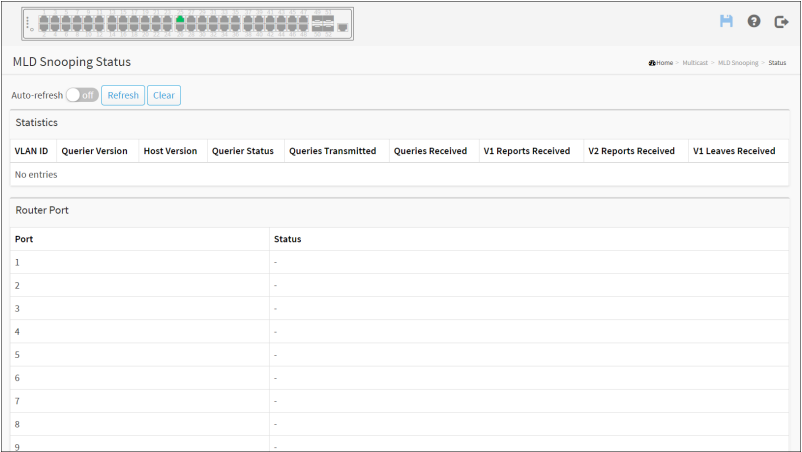 MLD Snooping Status
Home > Multicast > MLD Snooping > Status
Auto-refresh off Refresh Clear
Statistics
VLAN ID Querier Version Host Version Querier Status Queries Transmitted Queries Received V1 Reports Received V2 Reports Received V1 Leaves Received
No entries
Router Port
Port Status
1 -
2 -
3 -
4 -
5 -
6 -
7 -
8 -
9 -